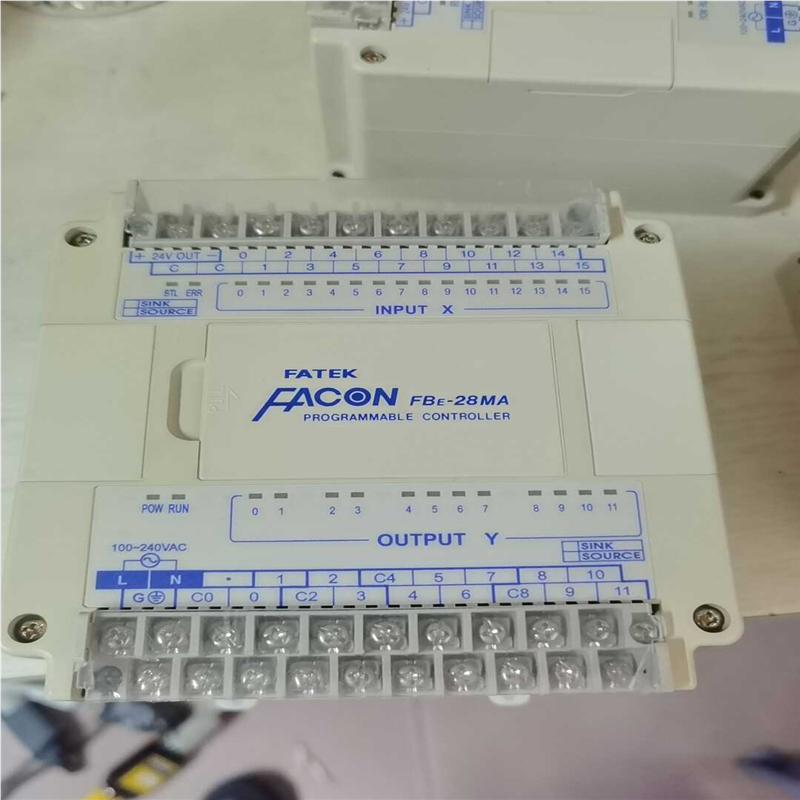 100~240VAC
L
G
+ 24V OUT - 0 2 4 6 8 10 12 14
C C 1 3 5 7 9 11 13 15
STL ERR 0 1 2 3 4 5 6 7 8 9 10 11 12 13 14 15
SINK
SOURCE
INPUT X
FATEK
FACON FBE-28MA
PROGRAMMABLE CONTROLLER
POW RUN 0 1 2 3 4 5 6 7 8 9 10 11
OUTPUT Y
SINK
SOURCE
100~240VAC
L N • 1 2 C4 5 7 8 10
G C0 0 C2 3 4 6 C8 9 11